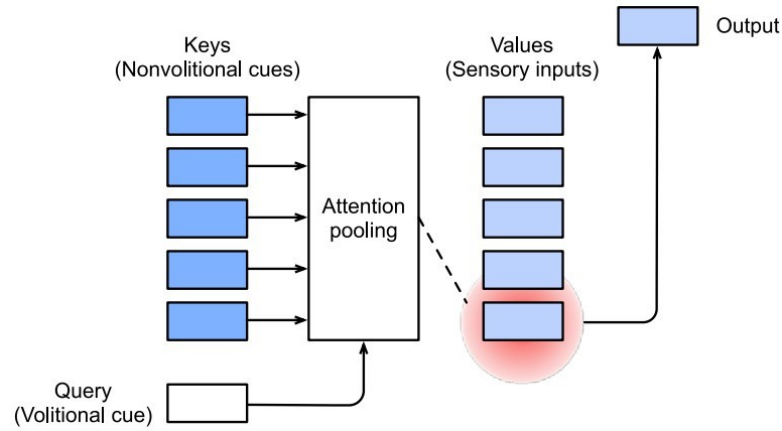 Output
Keys
(Nonvolitional cues)
Values
(Sensory inputs)
Attention
pooling
Query
(Volitional cue)